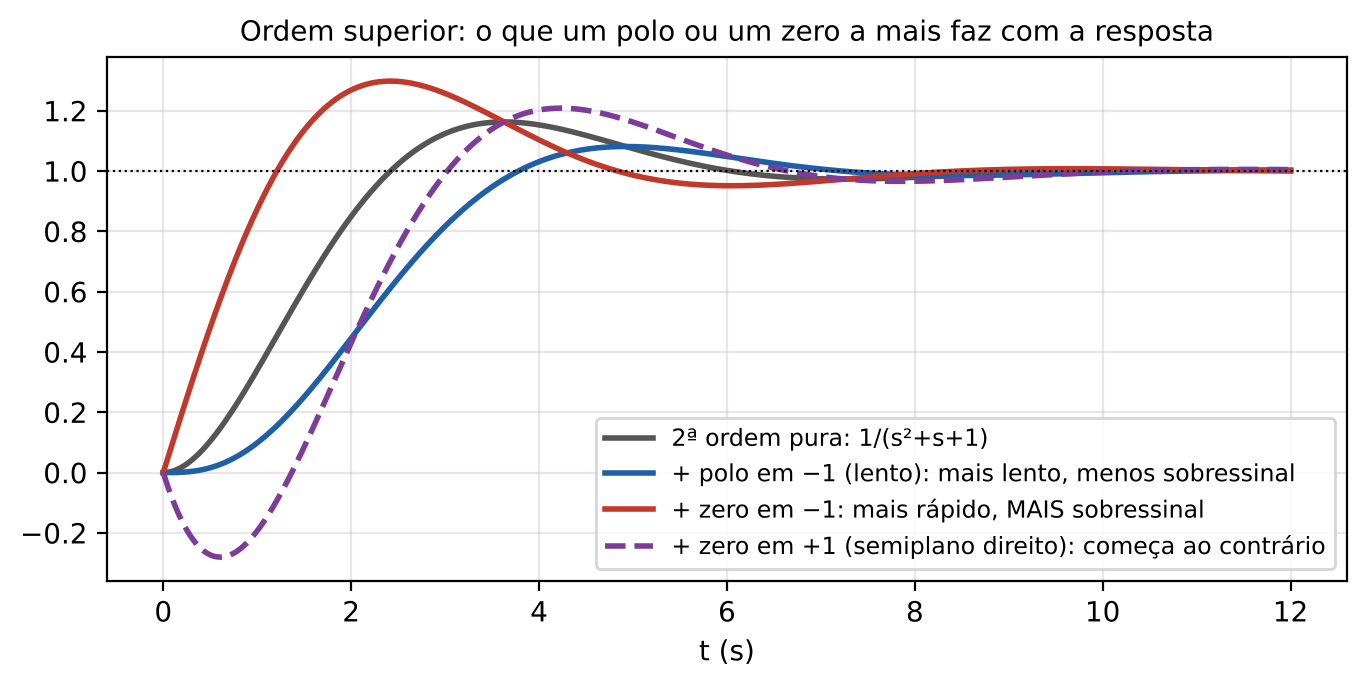 Ordem superior: o que um polo ou um zero a mais faz com a resposta
1.2
1.0
0.8
0.6
0.4
0.2
0.0
−0.2
2ª ordem pura: 1/(s²+s+1)
+ polo em −1 (lento): mais lento, menos sobressinal
+ zero em −1: mais rápido, MAIS sobressinal
+ zero em +1 (semiplano direito): começa ao contrário
0 2 4 6 8 10 12
t (s)